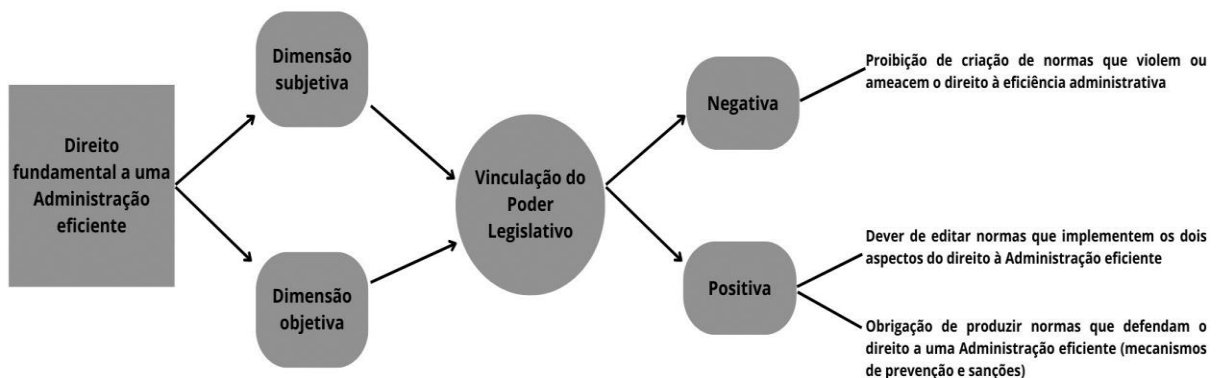 Direito
fundamental a uma
Administração
eficiente
Dimensão
subjetiva
Dimensão
objetiva
Vinculação do
Poder
Legislativo
Negativa
Proibição de criação de normas que violem ou
ameacem o direito à eficiência administrativa
Positiva
Dever de editar normas que implementem os dois
aspectos do direito à Administração eficiente
Obrigação de produzir normas que defendam o
direito a uma Administração eficiente (mecanismos
de prevenção e sanções)